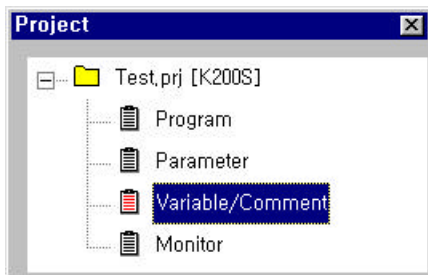 Project
Test,prj [K200S]
Program
Parameter
Variable/Comment
Monitor